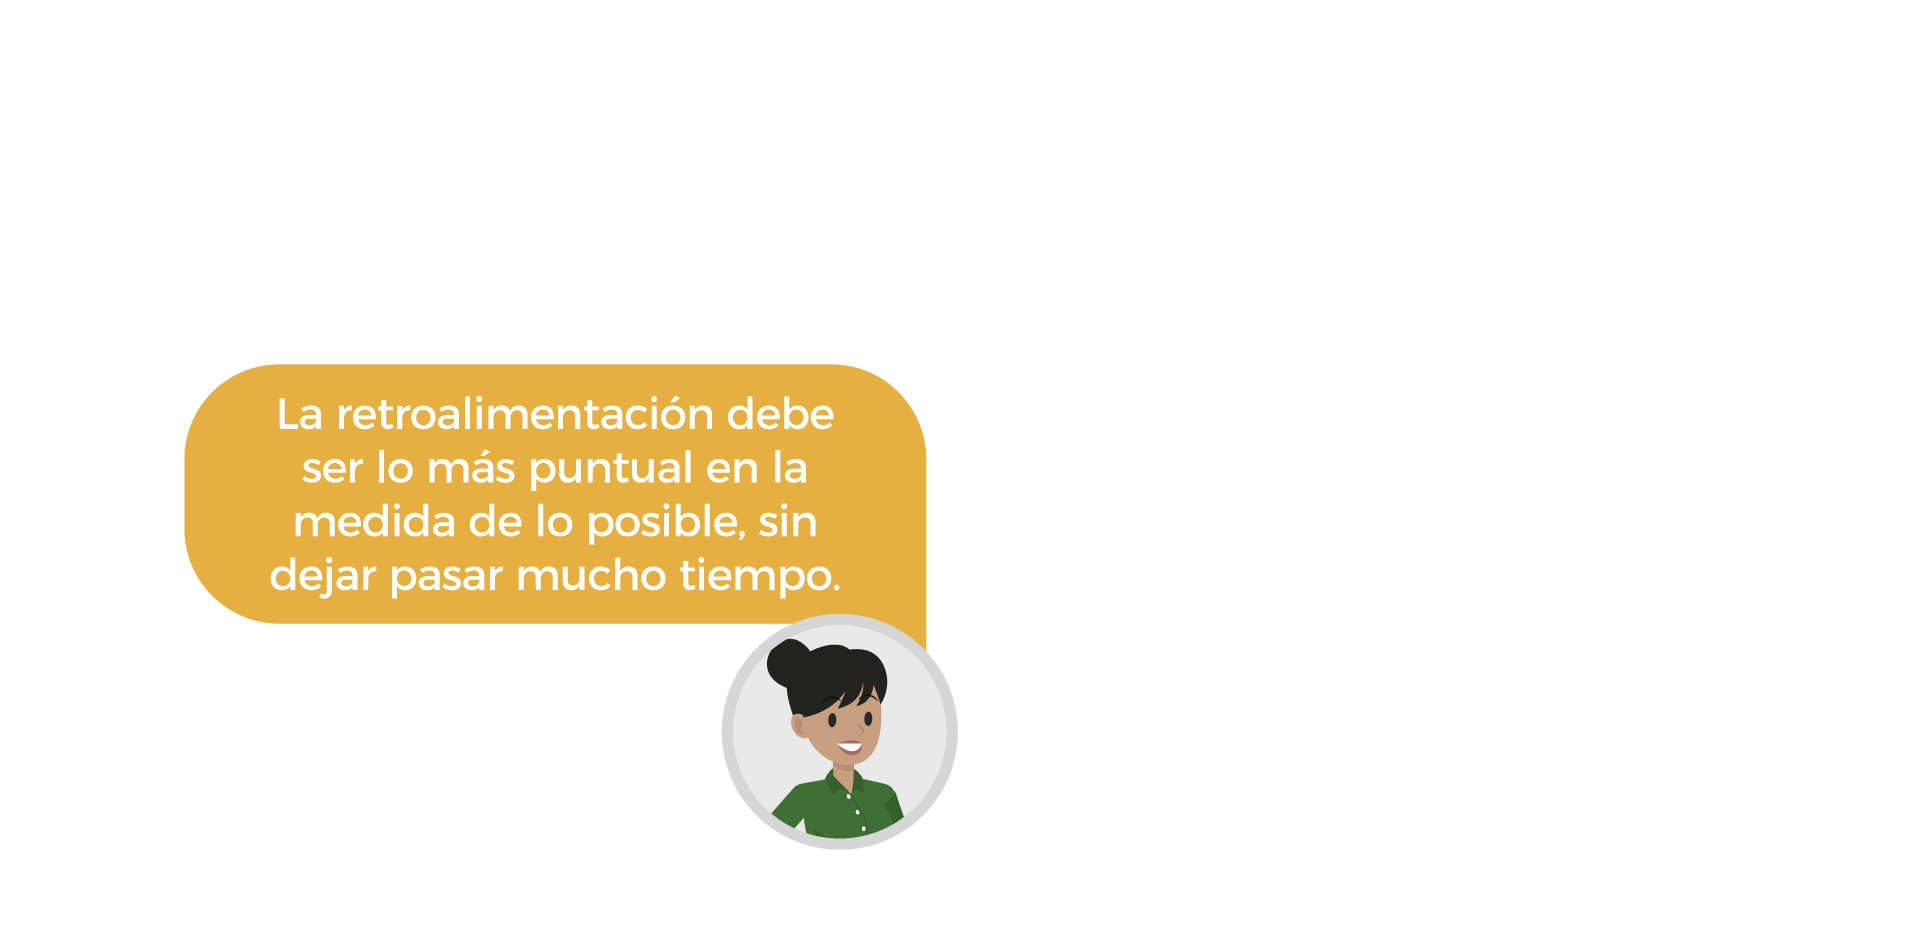 La retroalimentación debe
ser lo más puntual en la
medida de lo posible, sin
dejar pasar mucho tiempo.